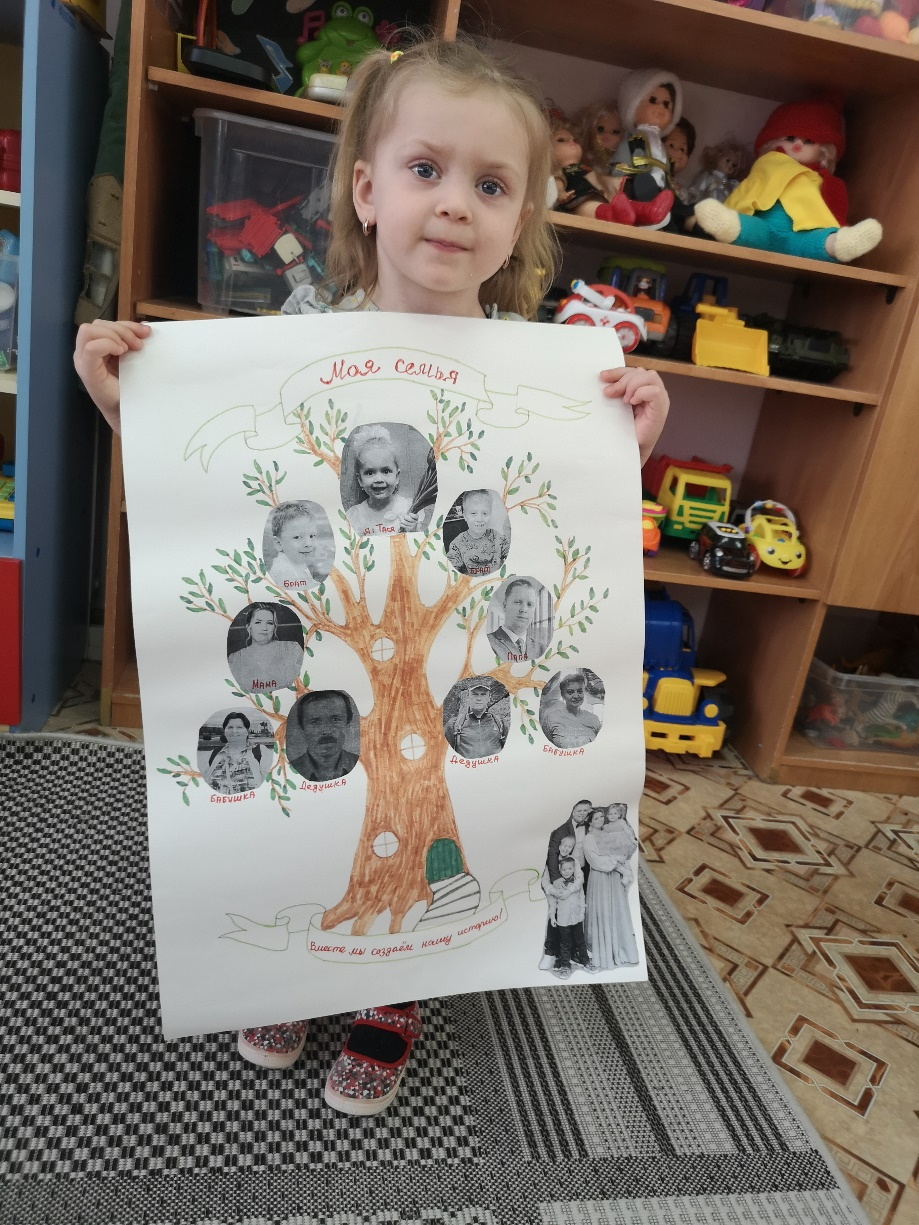 Моя семья
Я - Тася
Брат
Брат
Мама
Папа
Бабушка
Дедушка
Дедушка
Бабушка
Вместе мы создаём нашу историю!